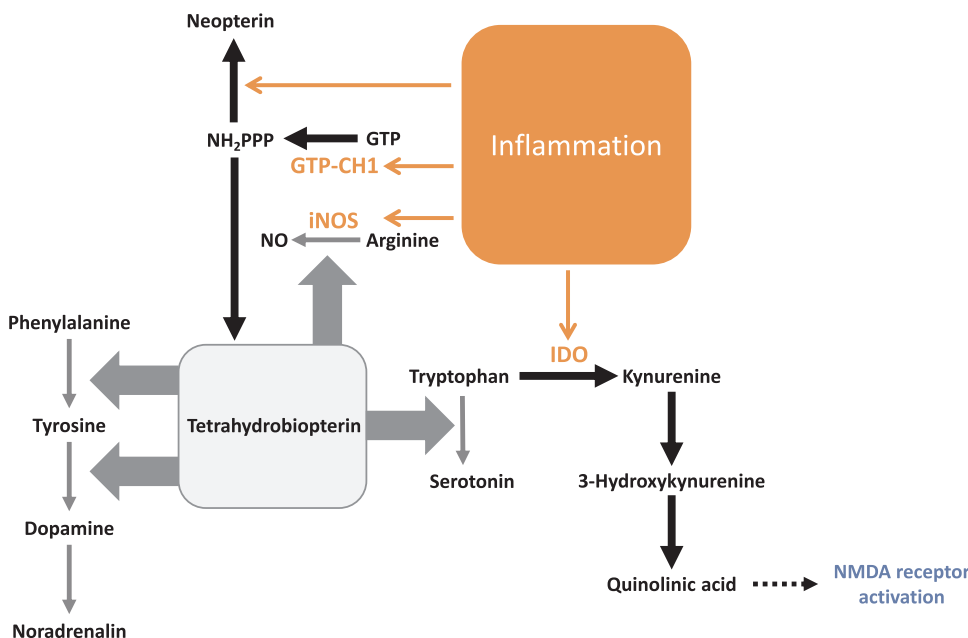 Neopterin
Inflammation
NH₂PPP
GTP
GTP-CH1
iNOS
NO
Arginine
Phenylalanine
IDO
Tryptophan
Kynurenine
Tyrosine
Tetrahydrobiopterin
Serotonin
3-Hydroxykynurenine
Dopamine
Quinolinic acid
NMDA receptor
activation
Noradrenalin